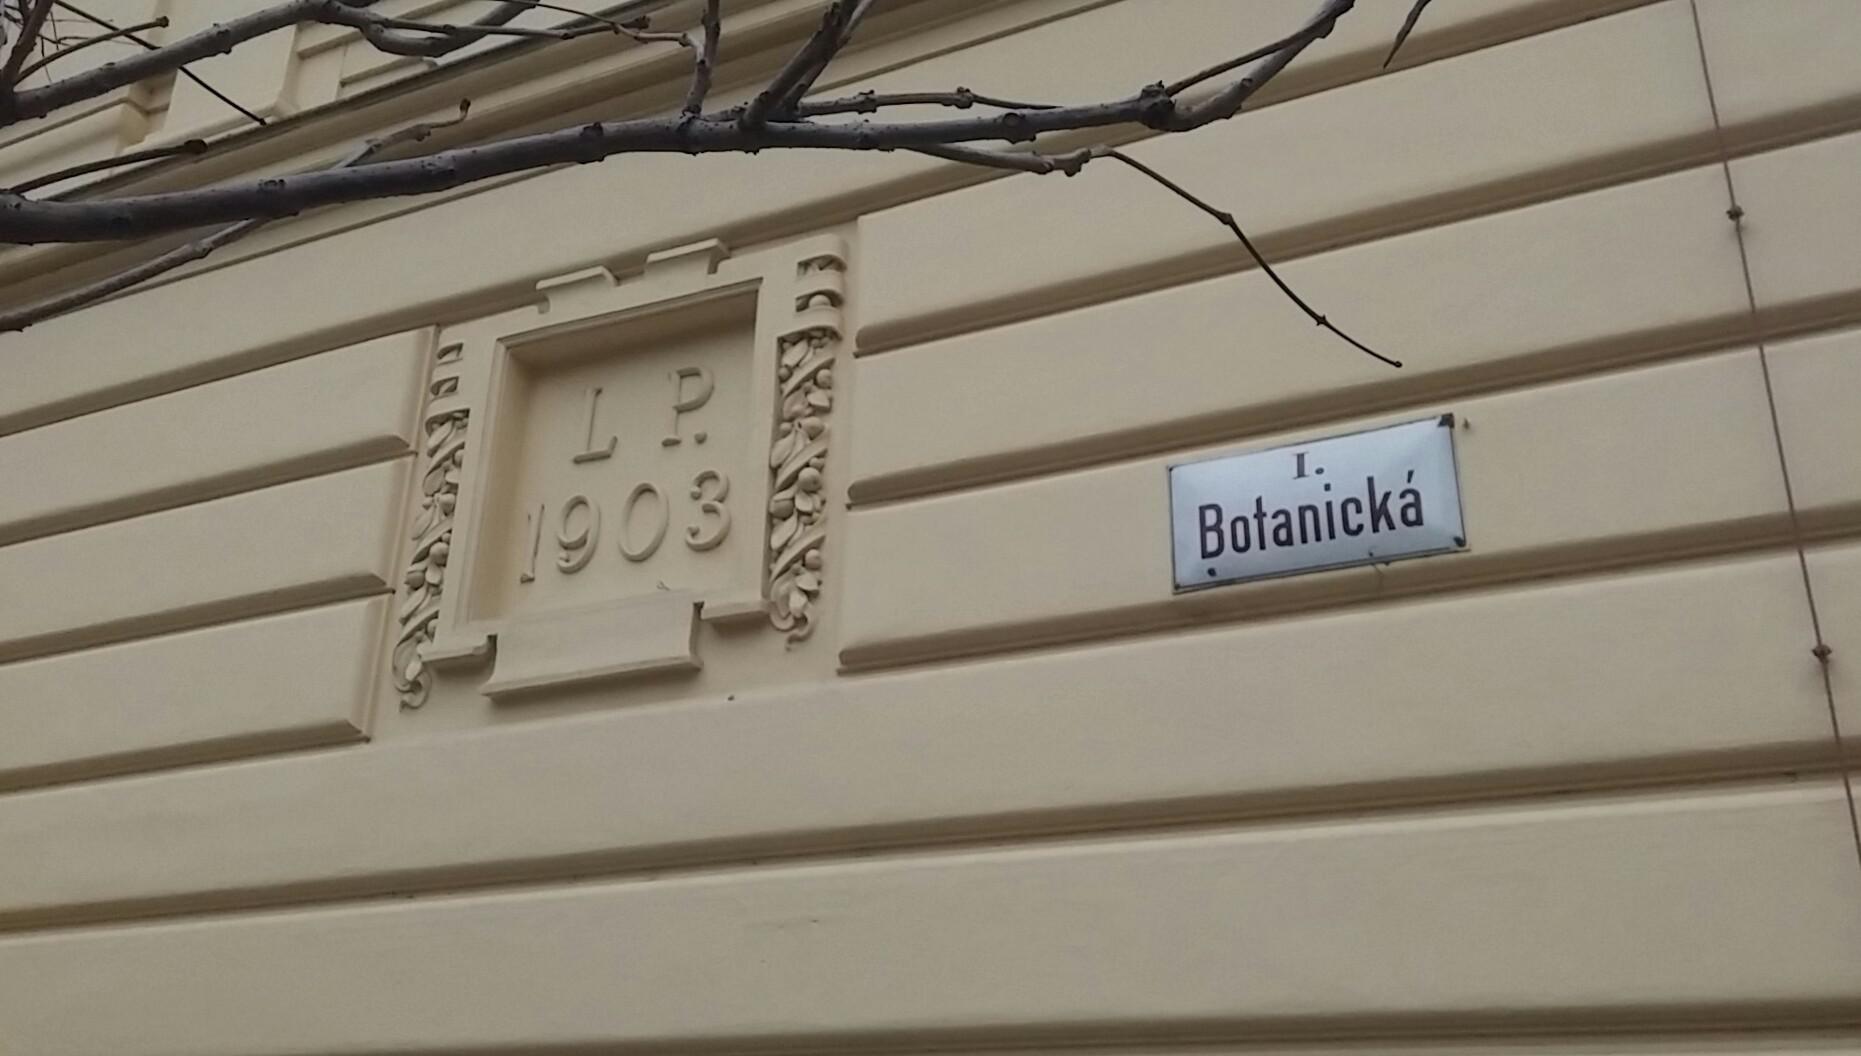 L P.
1903
I.
Botanická